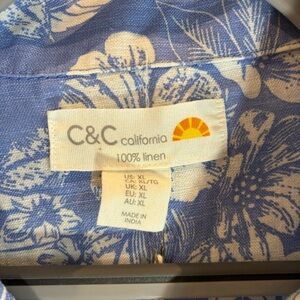 C&C california
100% linen
US: XL
CA: XL/TG
UK: XL
EU: XL
AU: XL
MADE IN
INDIA